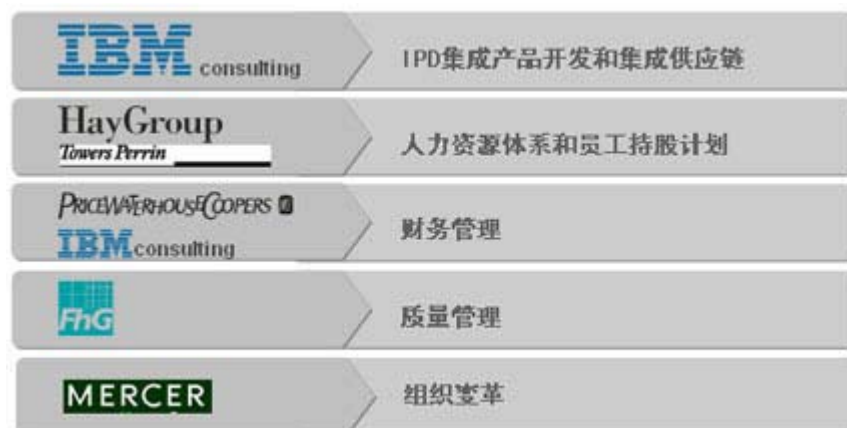 IBM consulting
IPD集成产品开发和集成供应链
HayGroup
Towers Perrin
人力资源体系和员工持股计划
PRICEWATERHOUSECOOPERS
IBM consulting
财务管理
FhG
质量管理
MERCER
组织变革